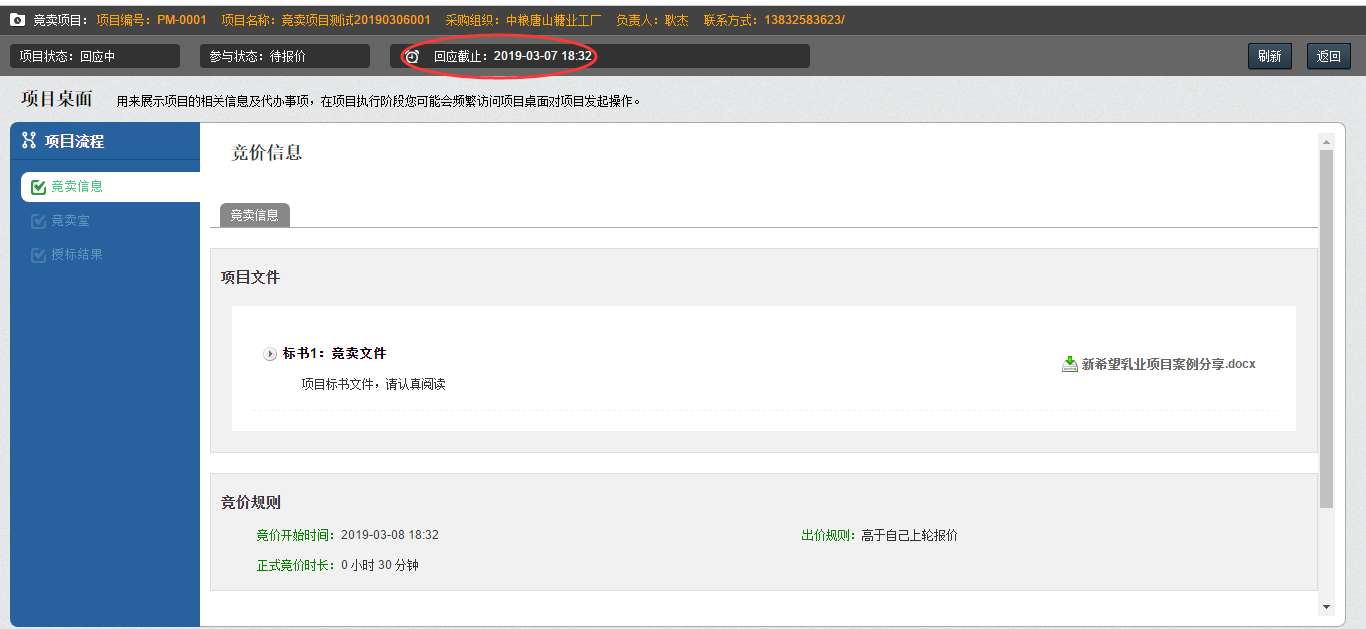 竞卖项目： 项目编号：PM-0001 项目名称：竞卖项目测试20190306001 采购组织：中粮唐山糖业工厂 负责人：耿杰 联系方式：13832583623/
项目状态：回应中 参与状态：待报价 回应截止：2019-03-07 18:32 刷新 返回
项目桌面 用来展示项目的相关信息及代办事项，在项目执行阶段您可能会频繁访问项目桌面对项目发起操作。
项目流程
竞卖信息
竞卖室
授标结果
竞价信息
竞卖信息
项目文件
标书1：竞卖文件
新希望乳业项目案例分享.docx
项目标书文件，请认真阅读
竞价规则
竞价开始时间：2019-03-08 18:32 出价规则：高于自己上轮报价
正式竞价时长：0 小时 30 分钟